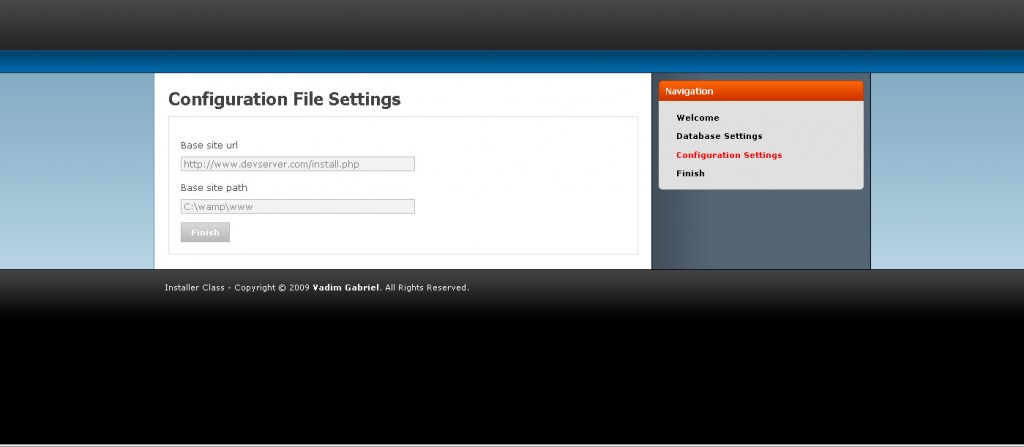 Configuration File Settings
Base site url
http://www.devserver.com/install.php
Base site path
C:\wamp\www
Finish
Navigation
Welcome
Database Settings
Configuration Settings
Finish
Installer Class - Copyright © 2009 Vadim Gabriel. All Rights Reserved.